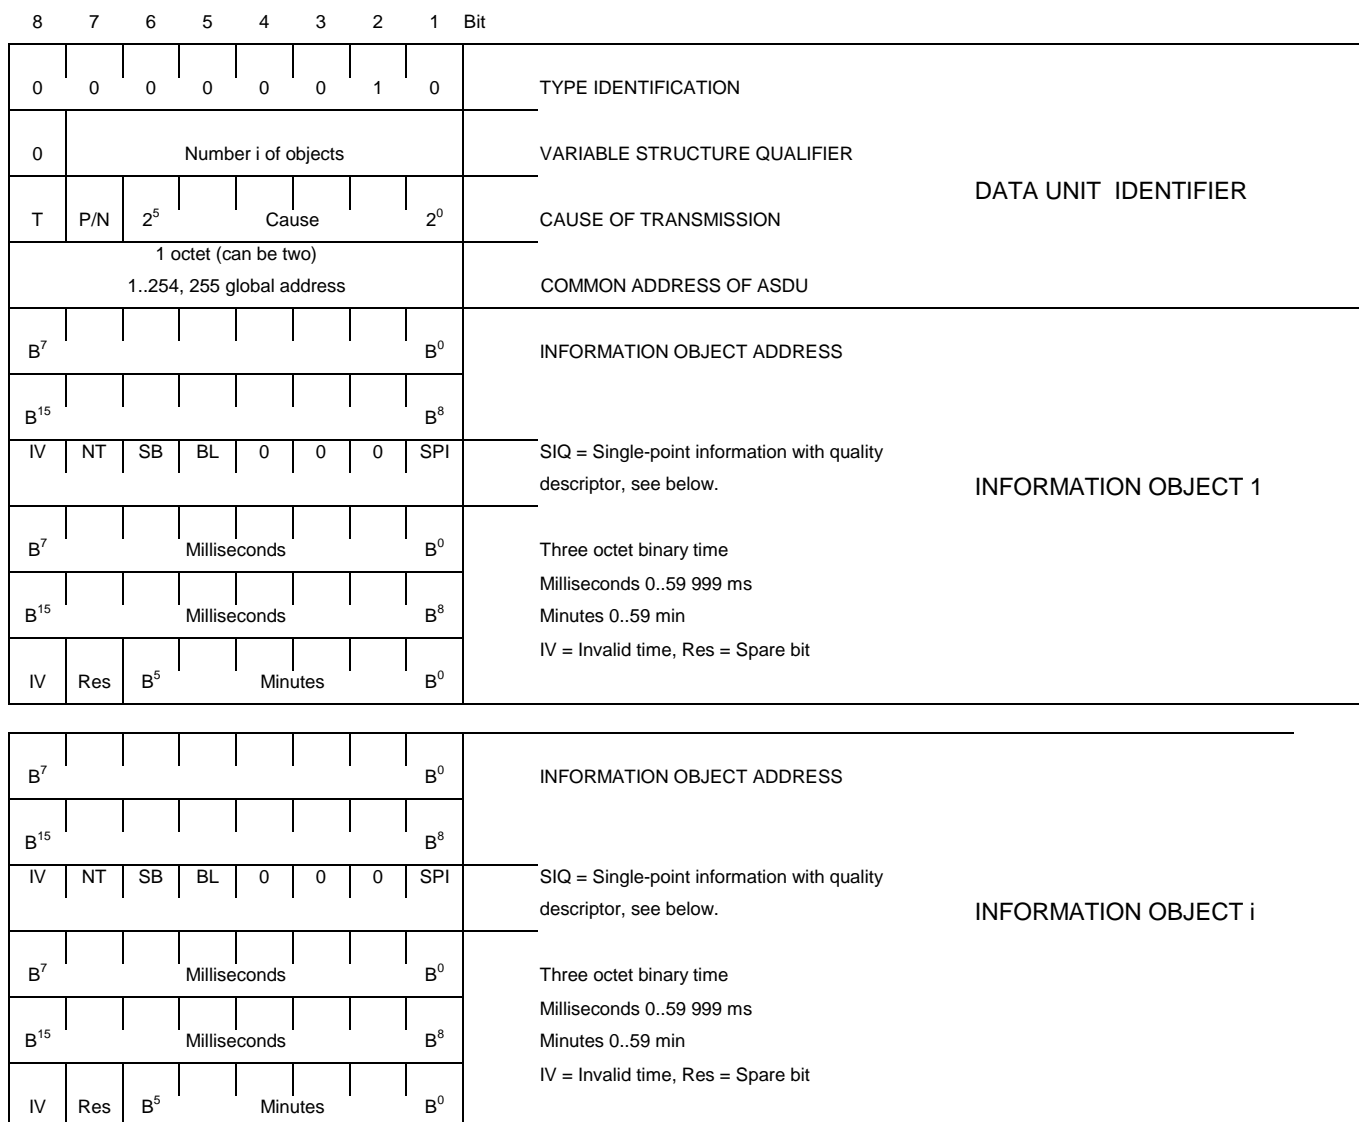 8 7 6 5 4 3 2 1 Bit
0 0 0 0 0 0 1 0 TYPE IDENTIFICATION
0 Number i of objects VARIABLE STRUCTURE QUALIFIER
DATA UNIT IDENTIFIER
T P/N 2^5 Cause 2^0 CAUSE OF TRANSMISSION
1 octet (can be two)
1..254, 255 global address COMMON ADDRESS OF ASDU
B^7 B^0 INFORMATION OBJECT ADDRESS
B^15 B^8
IV NT SB BL 0 0 0 SPI SIQ = Single-point information with quality
descriptor, see below. INFORMATION OBJECT 1
B^7 Milliseconds B^0 Three octet binary time
Milliseconds 0..59 999 ms
B^15 Milliseconds B^8 Minutes 0..59 min
IV = Invalid time, Res = Spare bit
IV Res B^5 Minutes B^0
B^7 B^0 INFORMATION OBJECT ADDRESS
B^15 B^8
IV NT SB BL 0 0 0 SPI SIQ = Single-point information with quality
descriptor, see below. INFORMATION OBJECT i
B^7 Milliseconds B^0 Three octet binary time
Milliseconds 0..59 999 ms
B^15 Milliseconds B^8 Minutes 0..59 min
IV = Invalid time, Res = Spare bit
IV Res B^5 Minutes B^0